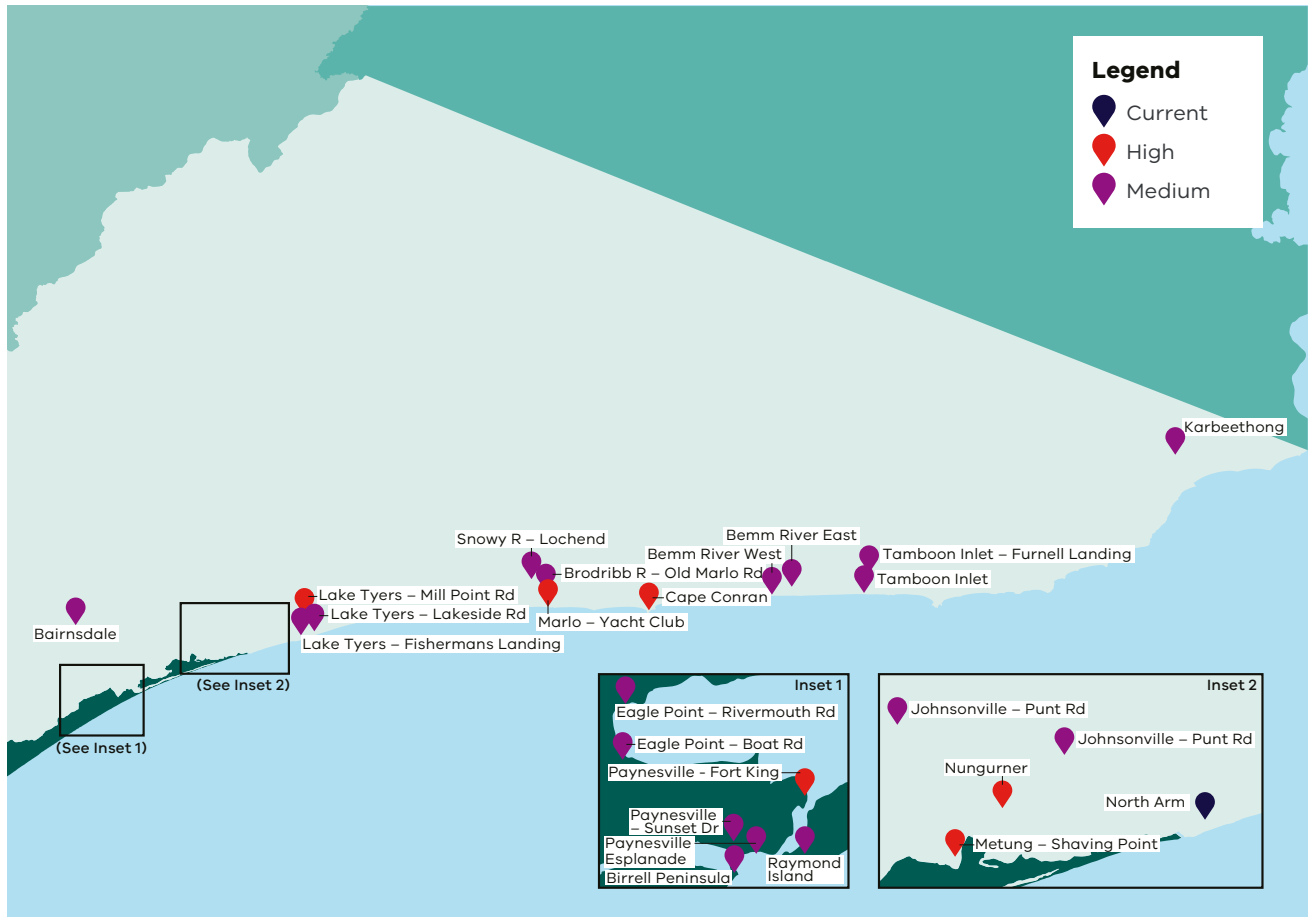 Legend
Current
High
Medium
Karbeethong
Bemm River East
Snowy R – Lochend
Bemm River West
Tamboon Inlet – Furnell Landing
Brodribb R – Old Marlo Rd
Tamboon Inlet
Lake Tyers – Mill Point Rd
Cape Conran
Lake Tyers – Lakeside Rd
Marlo – Yacht Club
Bairnsdale
Lake Tyers – Fishermans Landing
(See Inset 2)
(See Inset 1)
Inset 1
Eagle Point – Rivermouth Rd
Eagle Point – Boat Rd
Paynesville - Fort King
Paynesville
– Sunset Dr
Paynesville
Esplanade
Raymond
Island
Birrell Peninsula
Inset 2
Johnsonville – Punt Rd
Johnsonville – Punt Rd
Nungurner
North Arm
Metung – Shaving Point